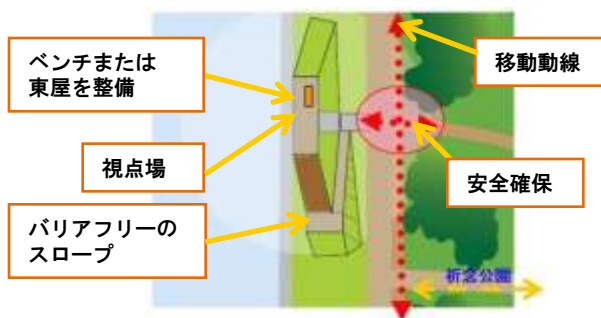 ベンチまたは
東屋を整備
移動動線
視点場
安全確保
バリアフリーの
スロープ
祈念公園